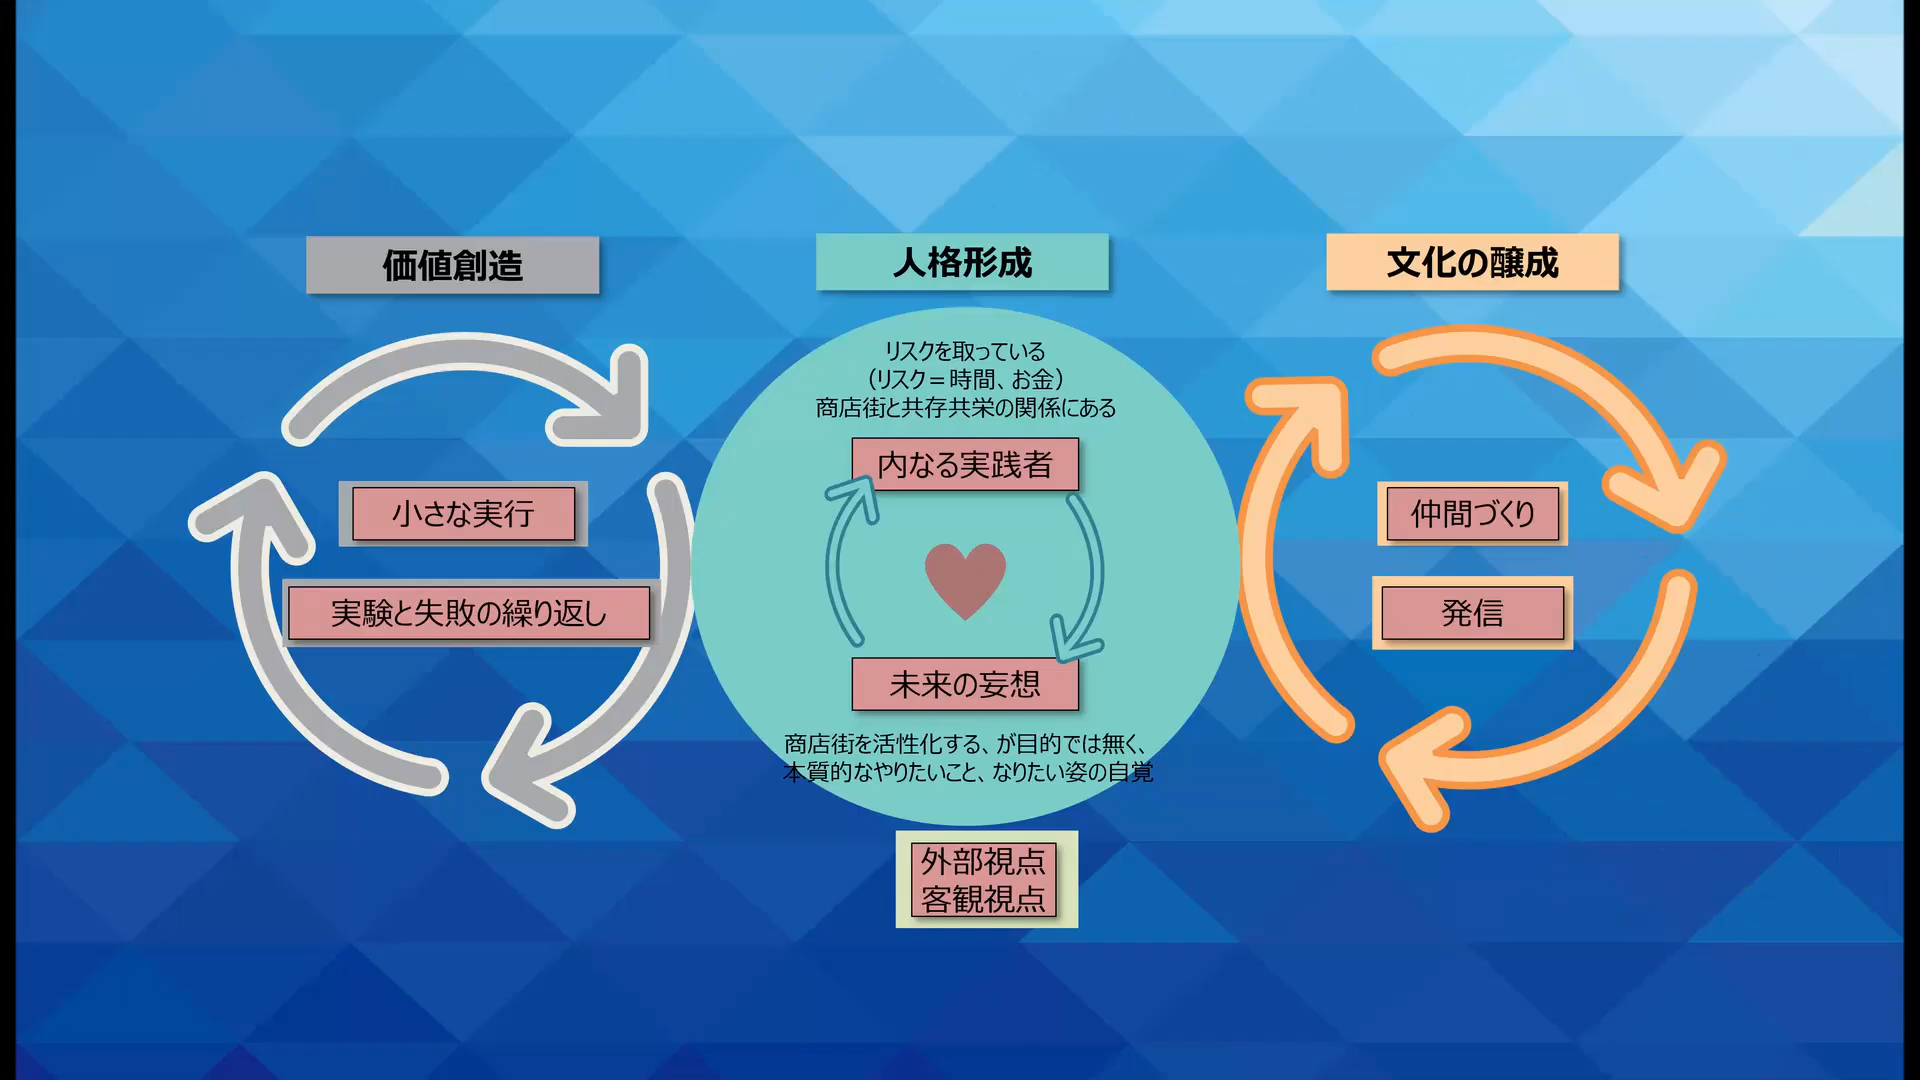 価値創造
小さな実行
実験と失敗の繰り返し
人格形成
リスクを取っている
（リスク＝時間、お金）
商店街と共存共栄の関係にある
内なる実践者
未来の妄想
商店街を活性化する、が目的では無く、
本質的なやりたいこと、なりたい姿の自覚
外部視点
客観視点
文化の醸成
仲間づくり
発信